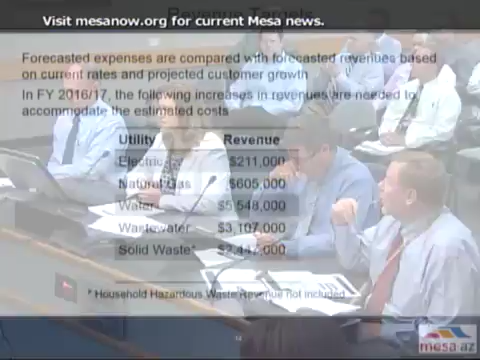 Visit mesanow.org for current Mesa news.
Revenue Targets
Forecasted expenses are compared with forecasted revenues based
on current rates and projected customer growth
In FY 2016/17, the following increases in revenues are needed to
accommodate the estimated costs
Utility Revenue
Electric $211,000
Natural Gas $605,000
Water $5,548,000
Wastewater $3,107,000
Solid Waste* $2,447,000
* Household Hazardous Waste Revenue not included
mesa az